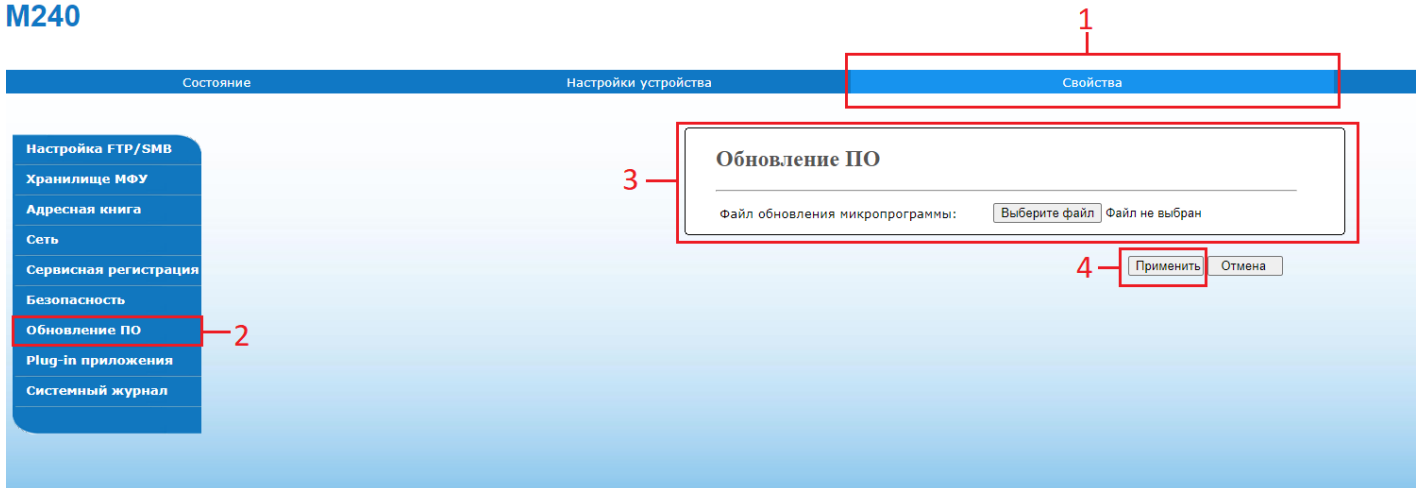 M240
1
Состояние Настройки устройства Свойства
Настройка FTP/SMB
Хранилище МФУ
Адресная книга
Сеть
Сервисная регистрация
Безопасность
Обновление ПО
2
Plug-in приложения
Системный журнал
3
Обновление ПО
Файл обновления микропрограммы: Выберите файл Файл не выбран
4
Применить Отмена